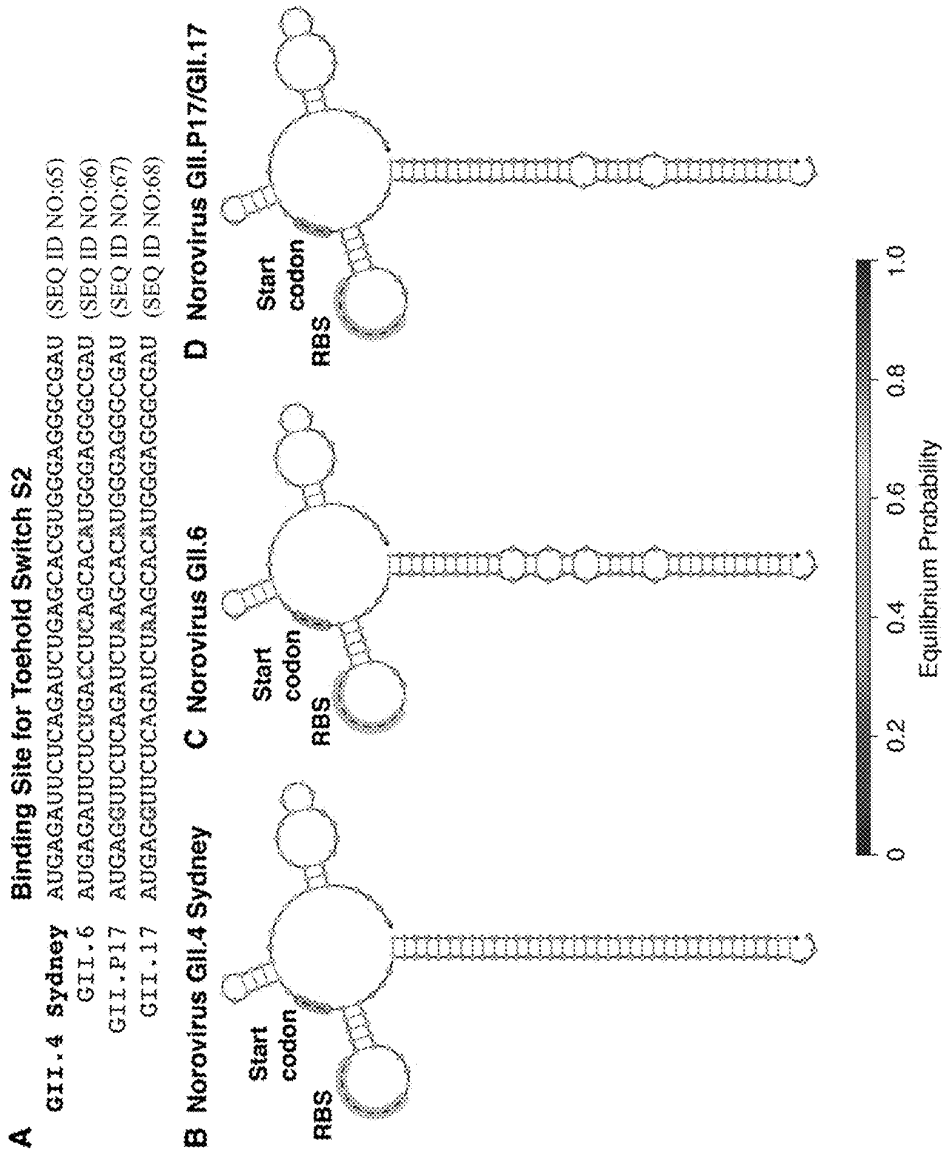 A Binding Site for Toehold Switch S2
GII.4 Sydney AUGAGAUUCUCAGAUCUGAGCACGUGGGAGGGCGAU (SEQ ID NO:65)
GII.6 AUGAGAUUCUCUGACCUCAGCACAUGGGAGGGCGAU (SEQ ID NO:66)
GII.P17 AUGAGGUUCUCAGAUCUAAGCACAUGGGAGGGCGAU (SEQ ID NO:67)
GII.17 AUGAGGUUCUCAGAUCUAAGCACAUGGGAGGGCGAU (SEQ ID NO:68)
B Norovirus GII.4 Sydney
Start
codon
RBS
C Norovirus GII.6
Start
codon
RBS
D Norovirus GII.P17/GII.17
Start
codon
RBS
0 0.2 0.4 0.6 0.8 1.0
Equilibrium Probability